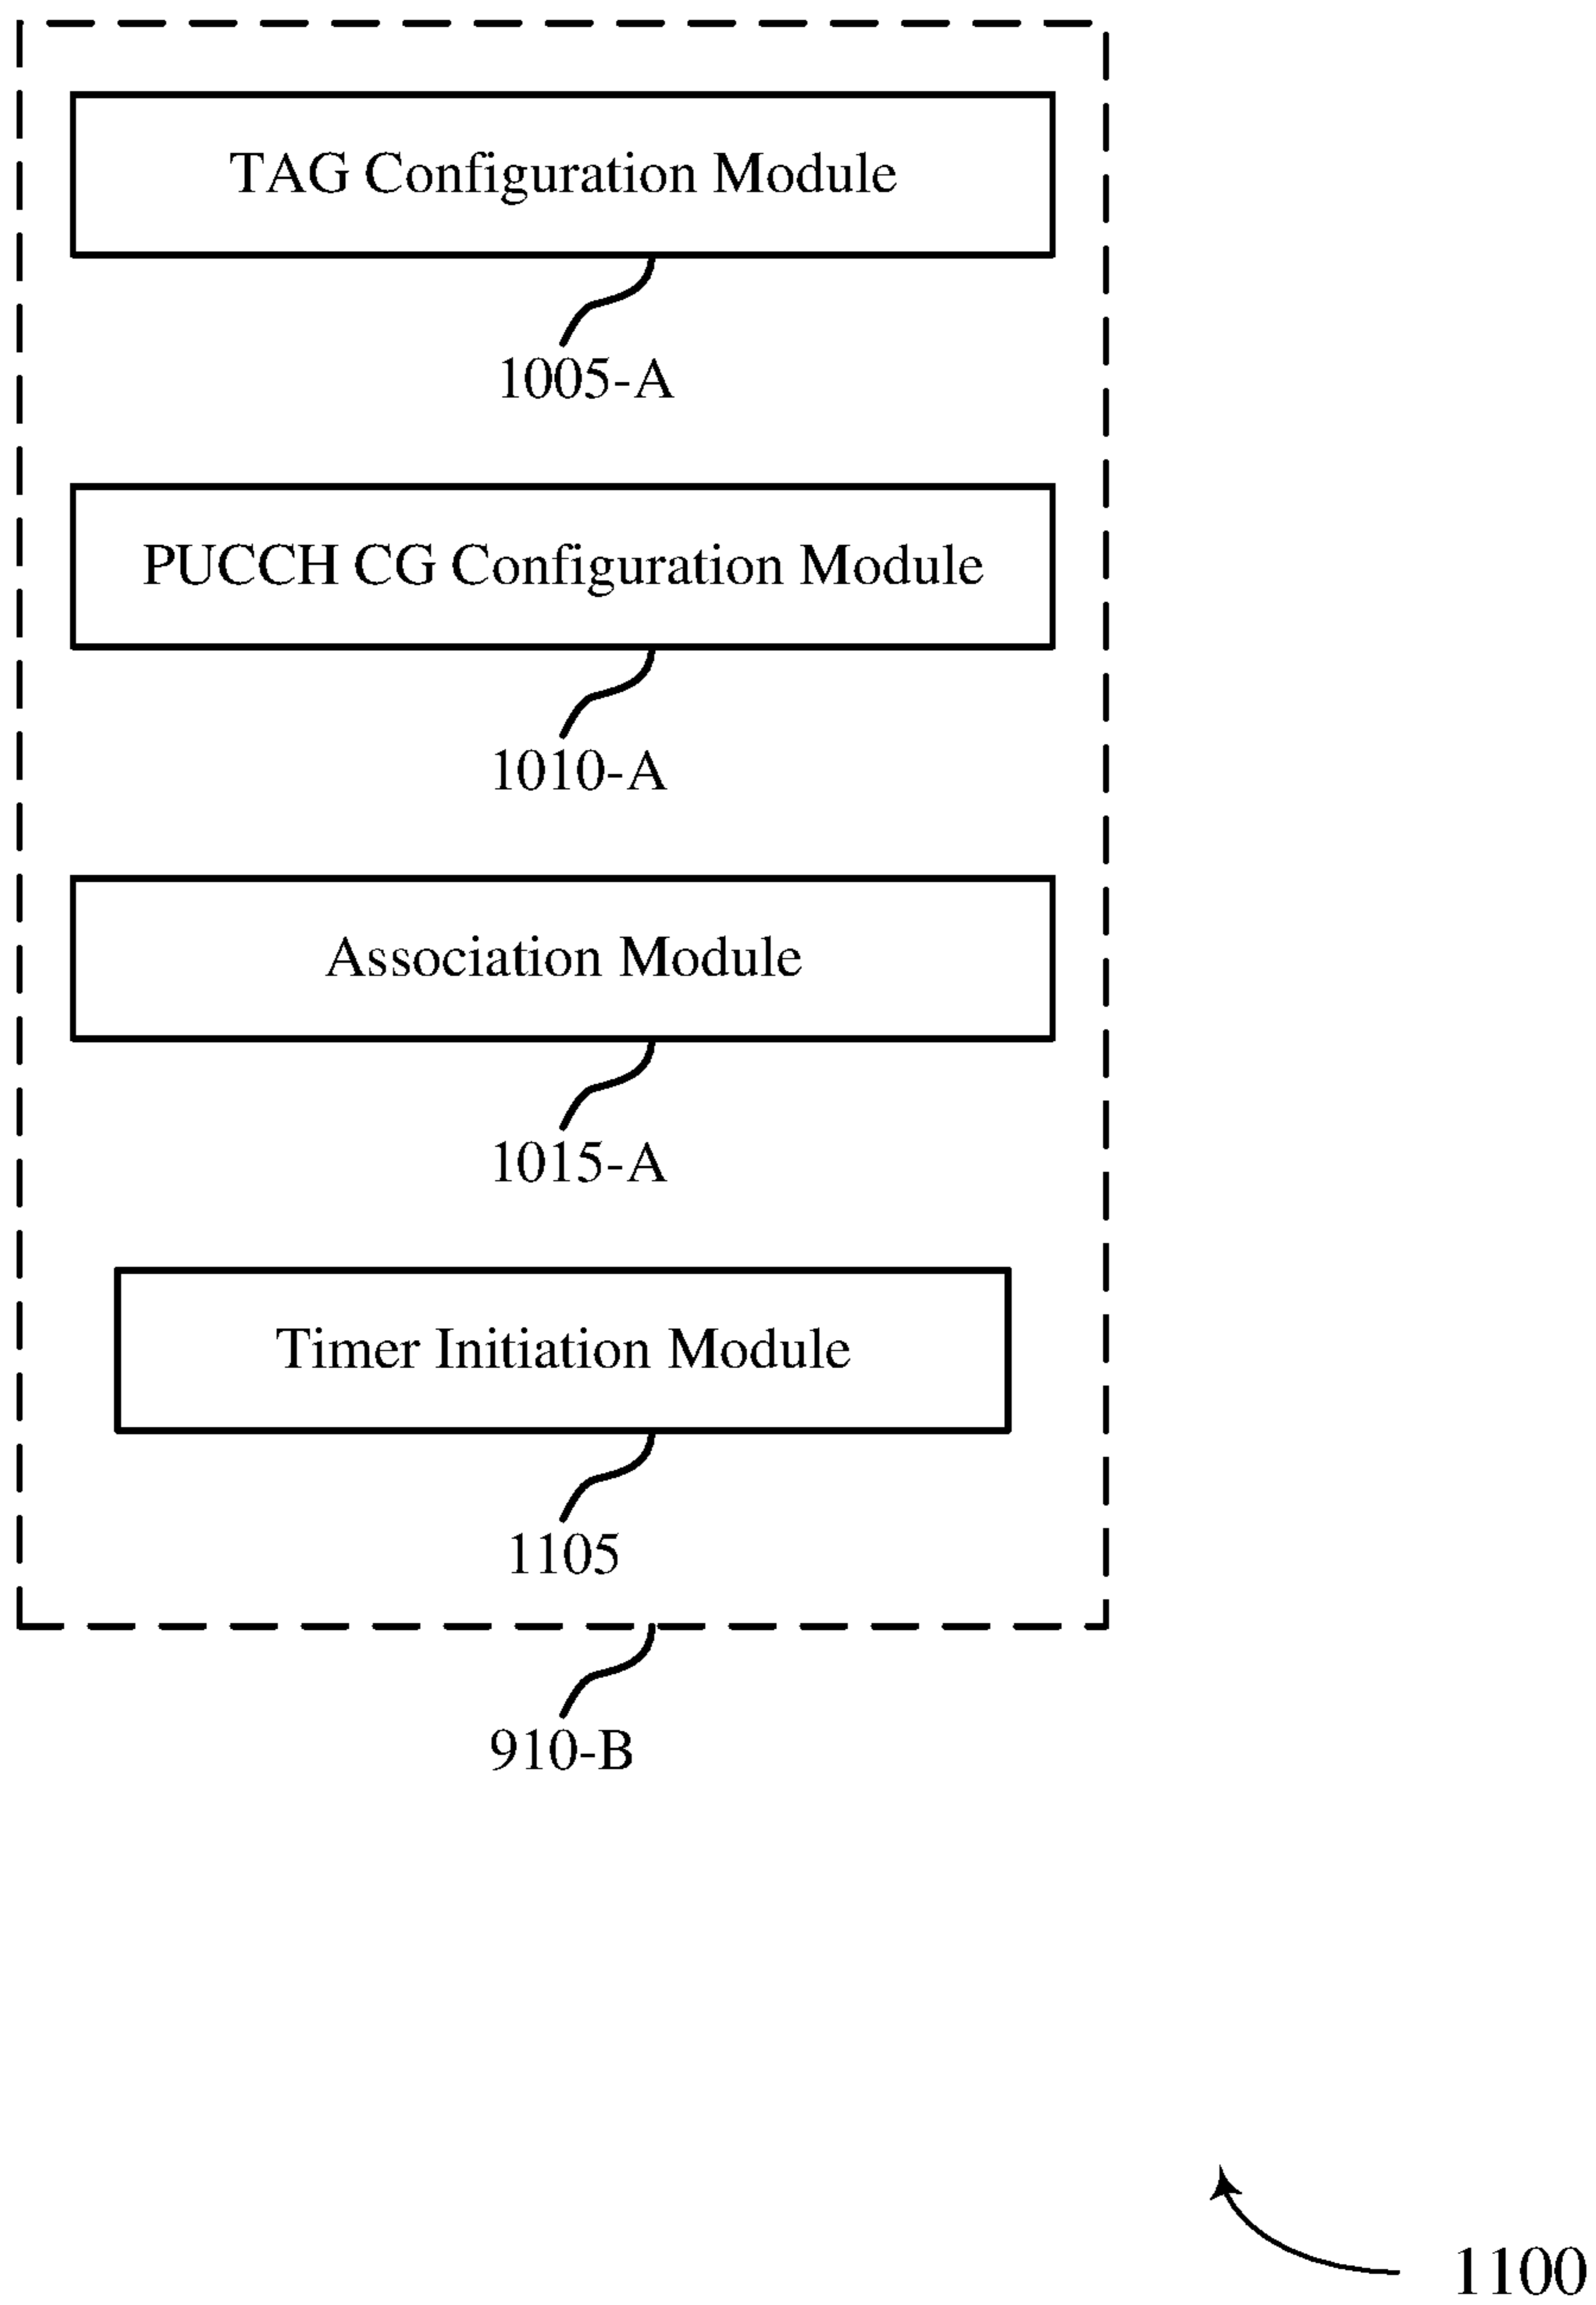 TAG Configuration Module
1005-A
PUCCH CG Configuration Module
1010-A
Association Module
1015-A
Timer Initiation Module
1105
910-B
1100